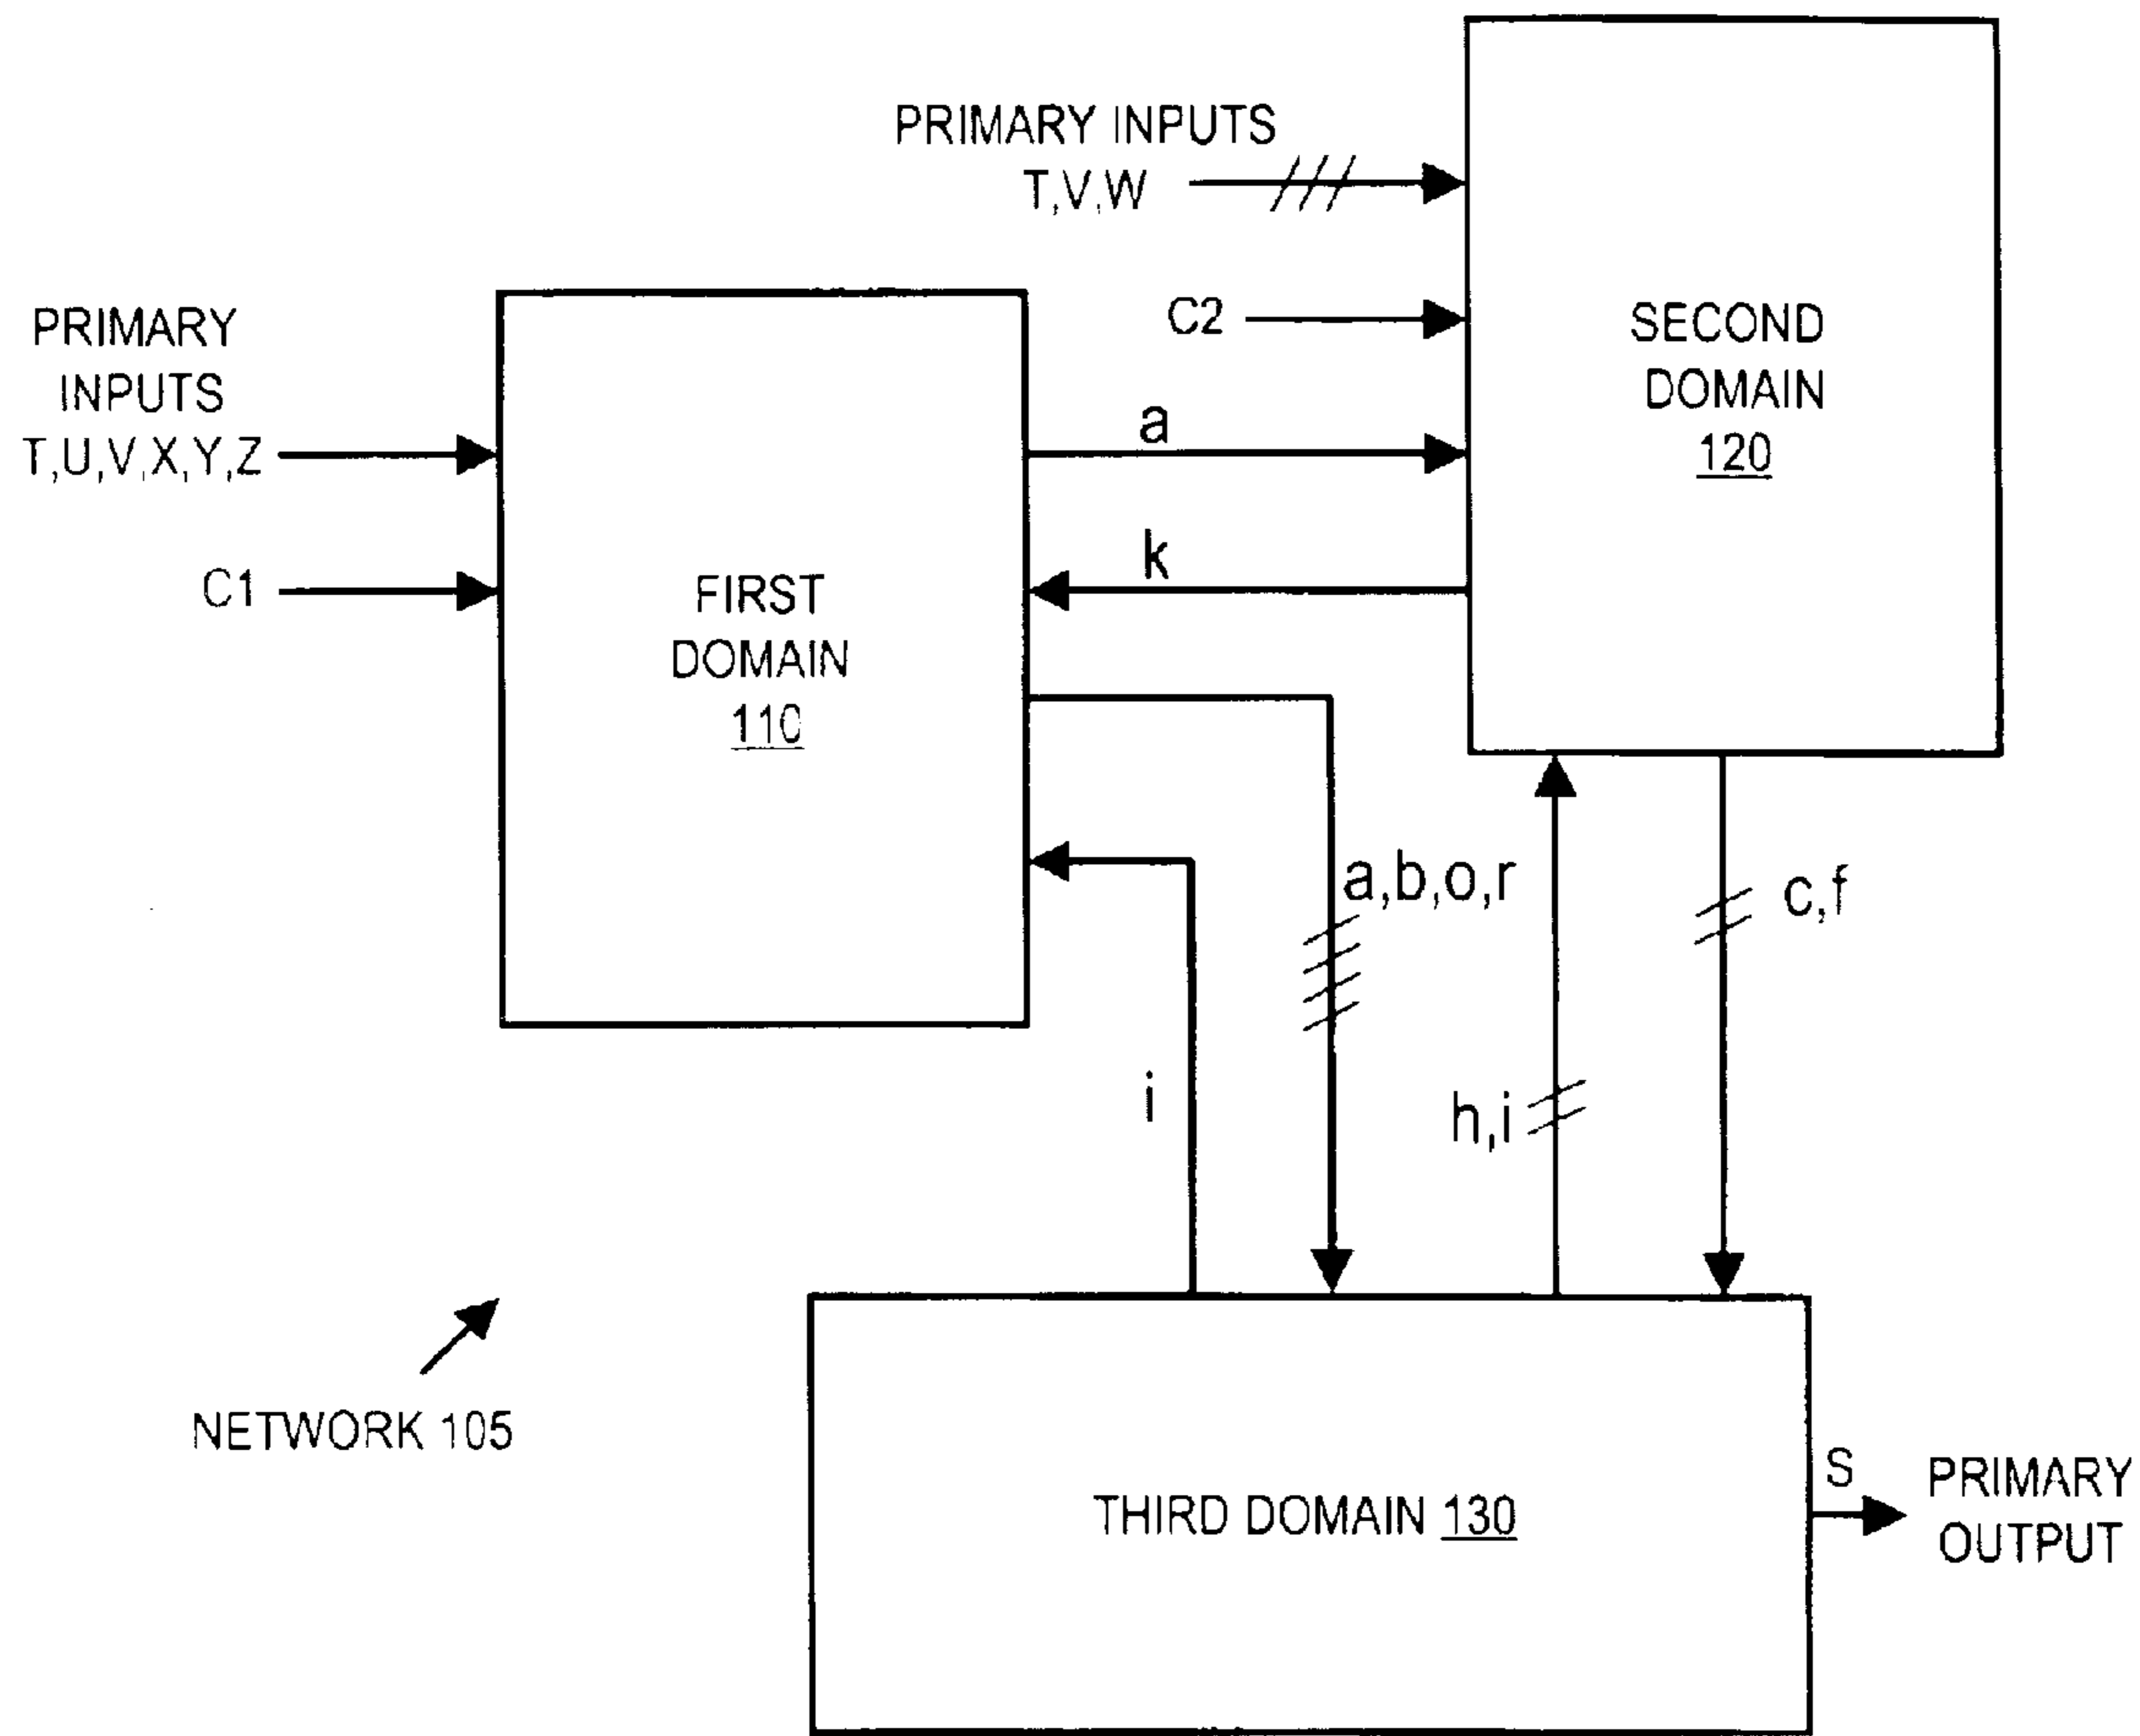 PRIMARY INPUTS
T,V,W
C2
SECOND
DOMAIN
120
PRIMARY
INPUTS
T,U,V,X,Y,Z
C1
FIRST
DOMAIN
110
a
k
a,b,o,r
c,f
i
h,i
NETWORK 105
THIRD DOMAIN 130
S
PRIMARY
OUTPUT